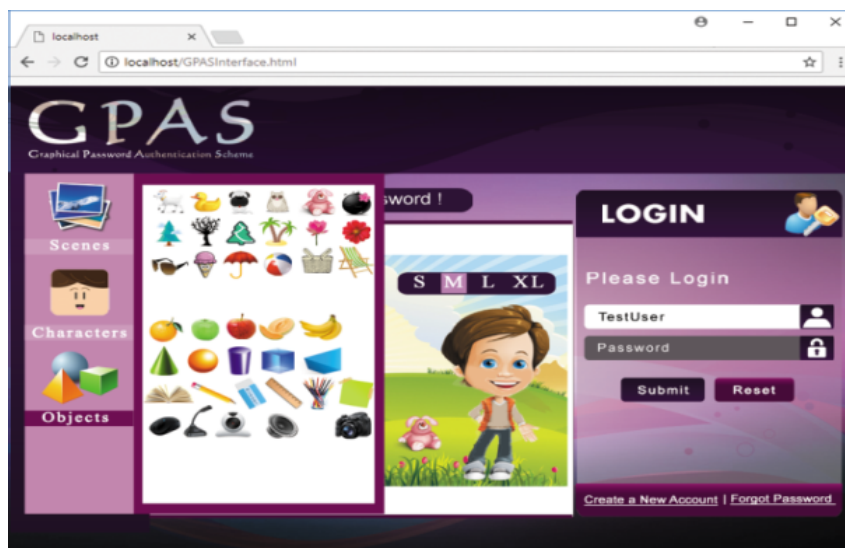 localhost
localhost/GPASInterface.html
GPAS
Graphical Password Authentication Scheme
Scenes
Characters
Objects
sword !
S M L XL
LOGIN
Please Login
TestUser
Password
Submit Reset
Create a New Account | Forgot Password